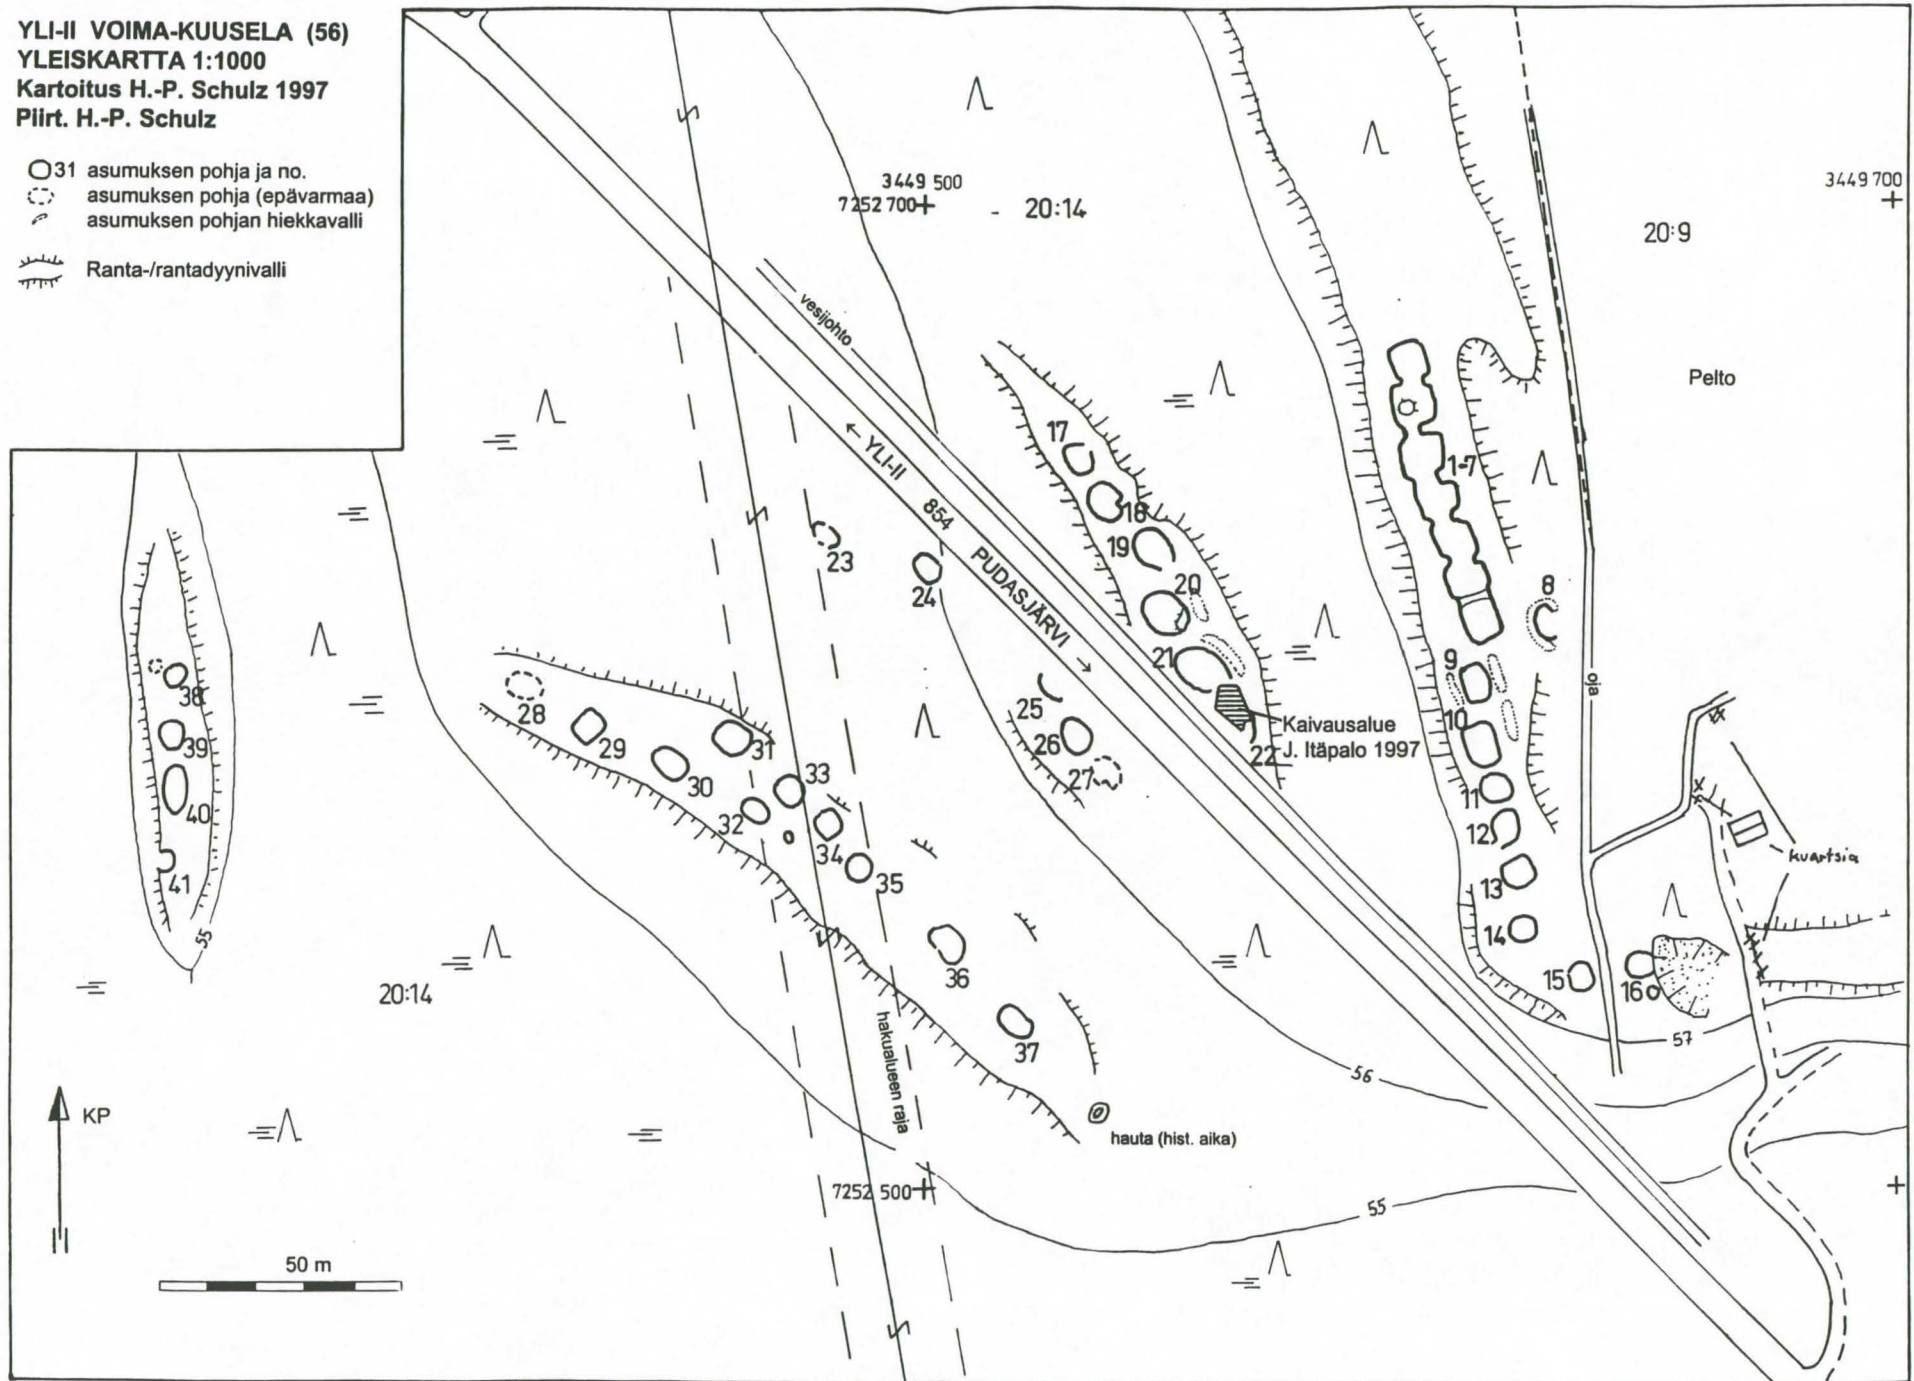 YLI-II VOIMA-KUUSELA (56)
YLEISKARTTA 1:1000
Kartoitus H.-P. Schulz 1997
Piirt. H.-P. Schulz
31 asumuksen pohja ja no.
asumuksen pohja (epävarmaa)
asumuksen pohjan hiekkavalli
Ranta-/rantadyynivalli
3449 500
7252 700
20:14
3449 700
20:9
vesijohto
Pelto
← YLI-II 854 PUDASJÄRVI →
17
1-7
18
19
23
20
24
8
21
9
oja
38
28
25
10
Kaivausalue
J. Itäpalo 1997
29
31
26
39
22
27
30
33
11
40
32
12
34
kvartsia
35
41
13
55
14
36
20:14
15
16
hakualueen raja
37
57
56
KP
hauta (hist. aika)
7252 500
55
50 m